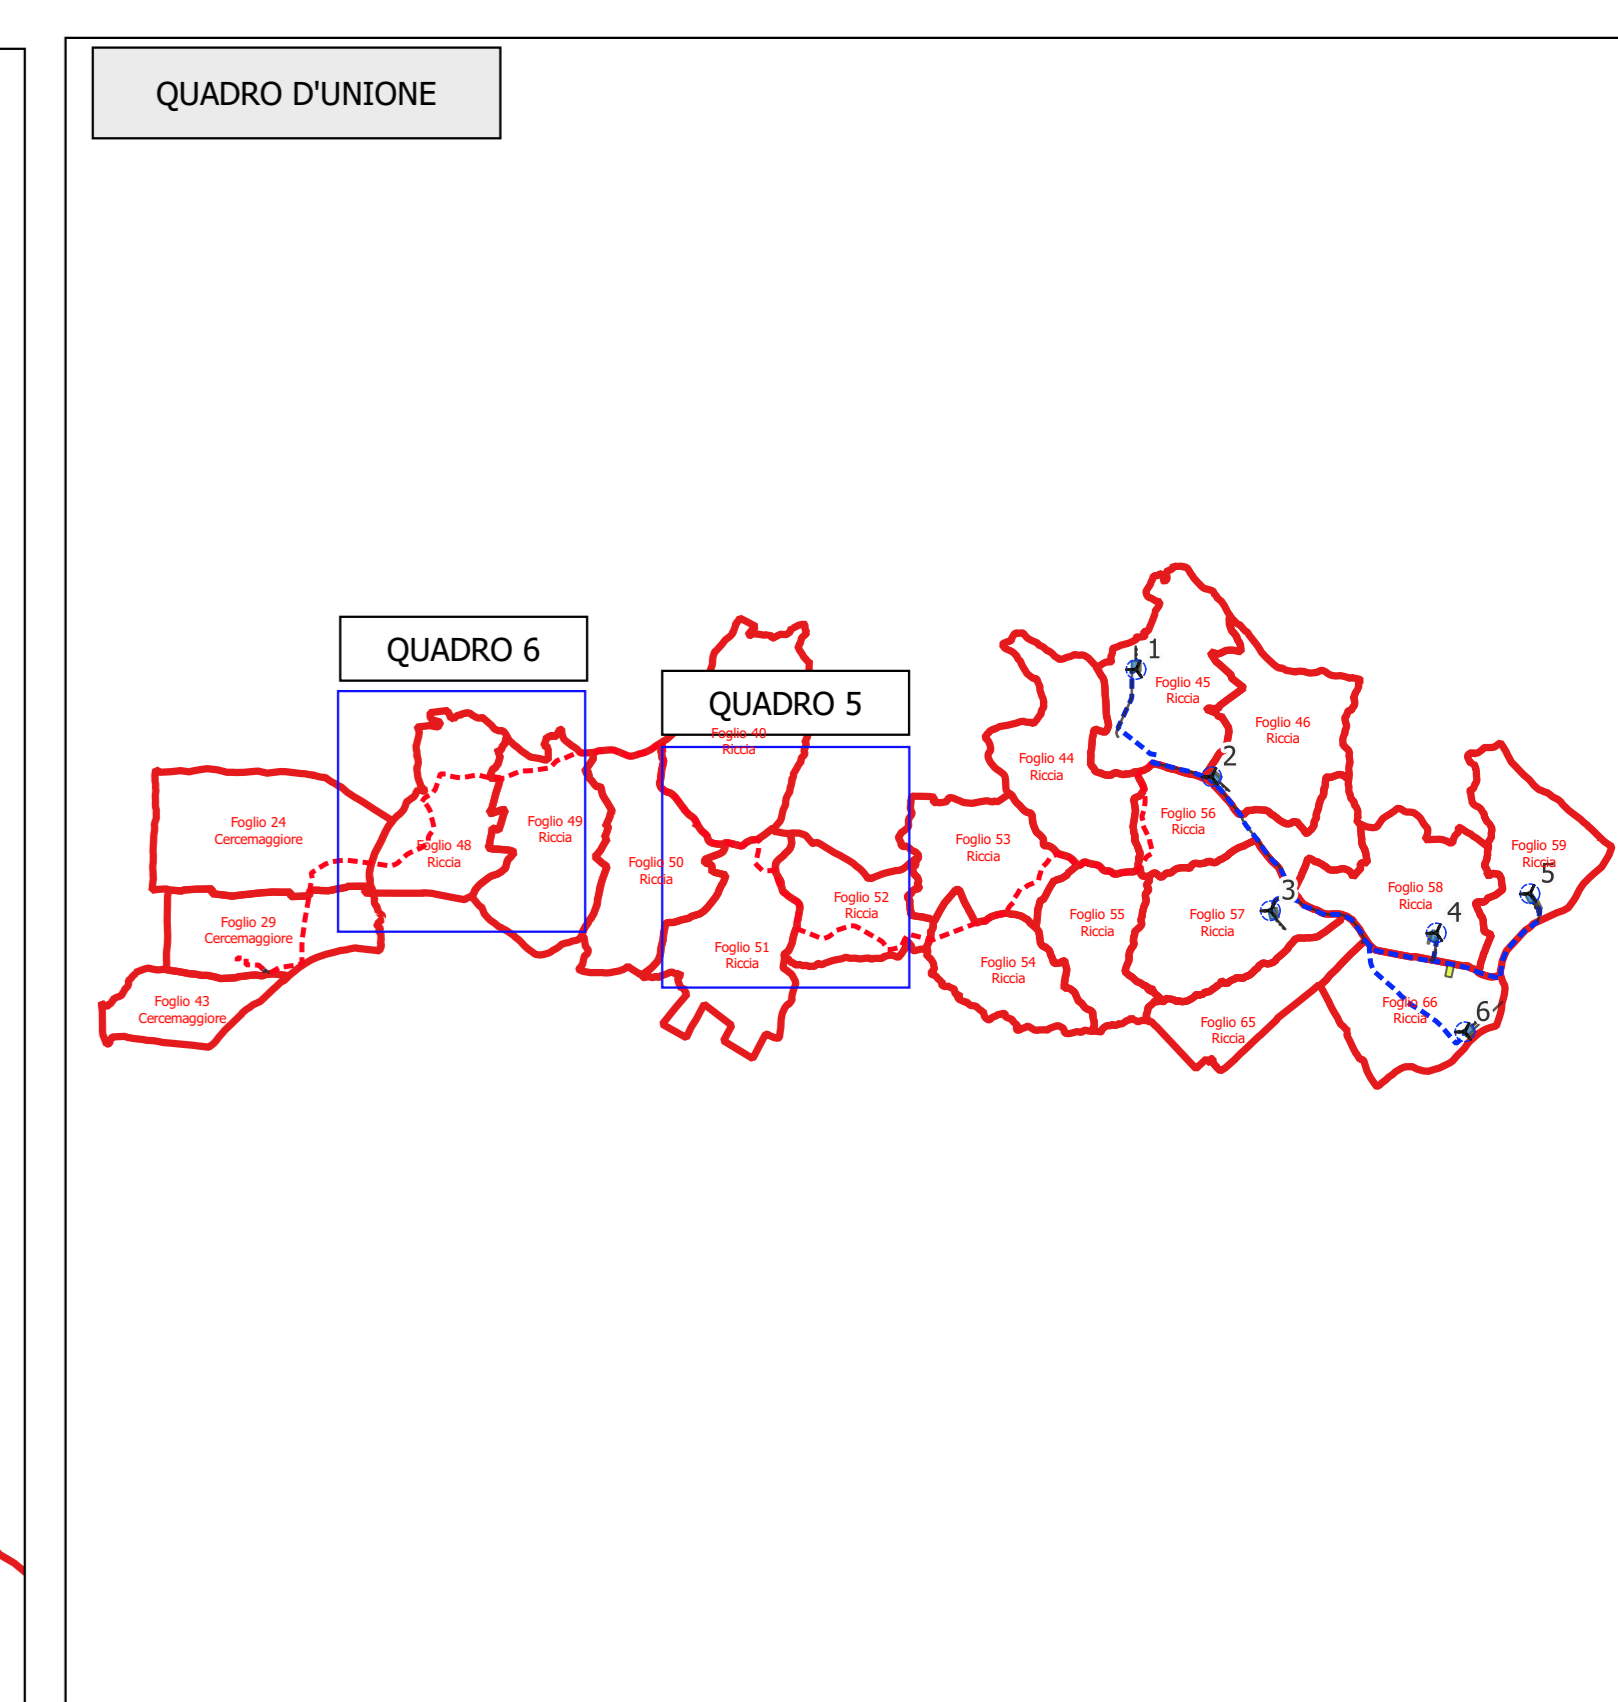 QUADRO D'UNIONE
QUADRO 6
QUADRO 5
Foglio 40
Riccia
1
Foglio 45
Riccia
Foglio 46
Riccia
2
Foglio 44
Riccia
Foglio 24
Cercemaggiore
Foglio 48
Riccia
Foglio 49
Riccia
Foglio 50
Riccia
Foglio 53
Riccia
Foglio 56
Riccia
Foglio 59
Riccia
5
Foglio 52
Riccia
3
Foglio 58
Riccia
4
Foglio 29
Cercemaggiore
Foglio 51
Riccia
Foglio 55
Riccia
Foglio 57
Riccia
Foglio 54
Riccia
Foglio 43
Cercemaggiore
Foglio 65
Riccia
Foglio 66
Riccia
6